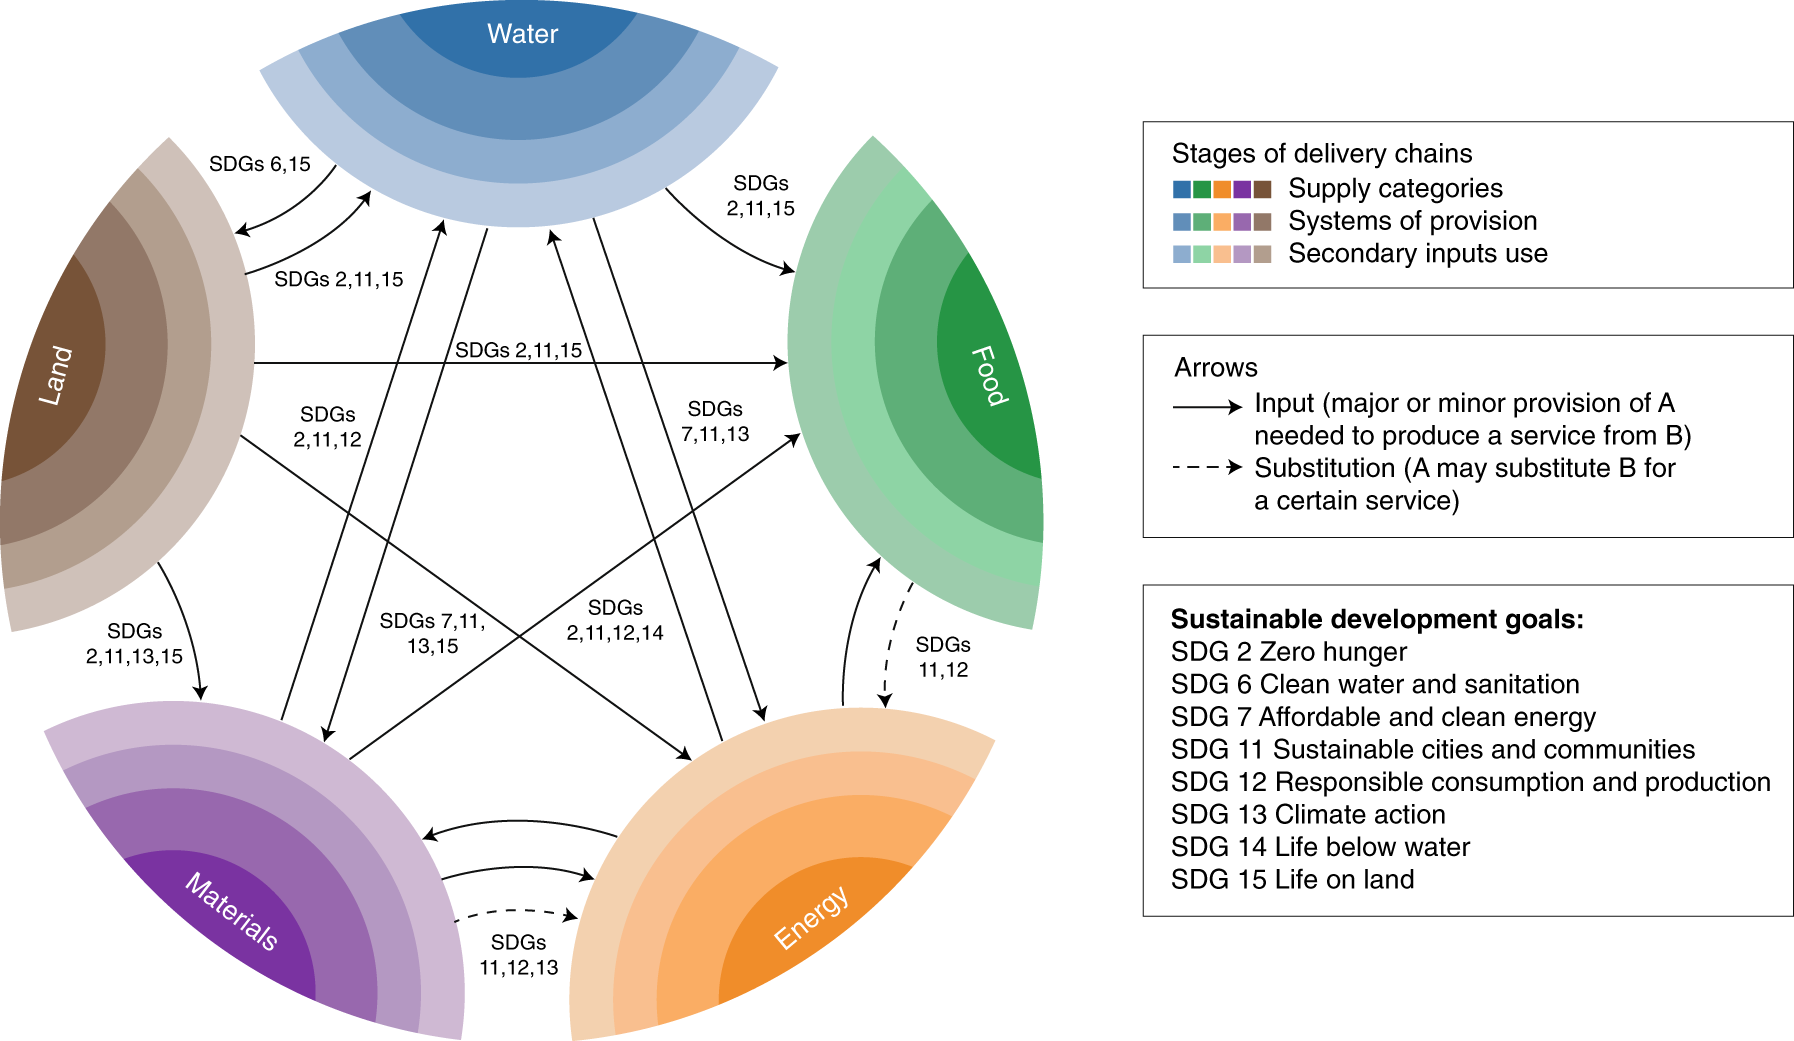 Water
SDGs 6,15
SDGs
2,11,15
SDGs 2,11,15
Land
SDGs 2,11,15
Food
SDGs
2,11,12
SDGs
7,11,13
SDGs 7,11,
13,15
SDGs
2,11,12,14
SDGs
2,11,13,15
SDGs
11,12
Materials
Energy
SDGs
11,12,13
Stages of delivery chains
Supply categories
Systems of provision
Secondary inputs use
Arrows
Input (major or minor provision of A
needed to produce a service from B)
Substitution (A may substitute B for
a certain service)
Sustainable development goals:
SDG 2 Zero hunger
SDG 6 Clean water and sanitation
SDG 7 Affordable and clean energy
SDG 11 Sustainable cities and communities
SDG 12 Responsible consumption and production
SDG 13 Climate action
SDG 14 Life below water
SDG 15 Life on land